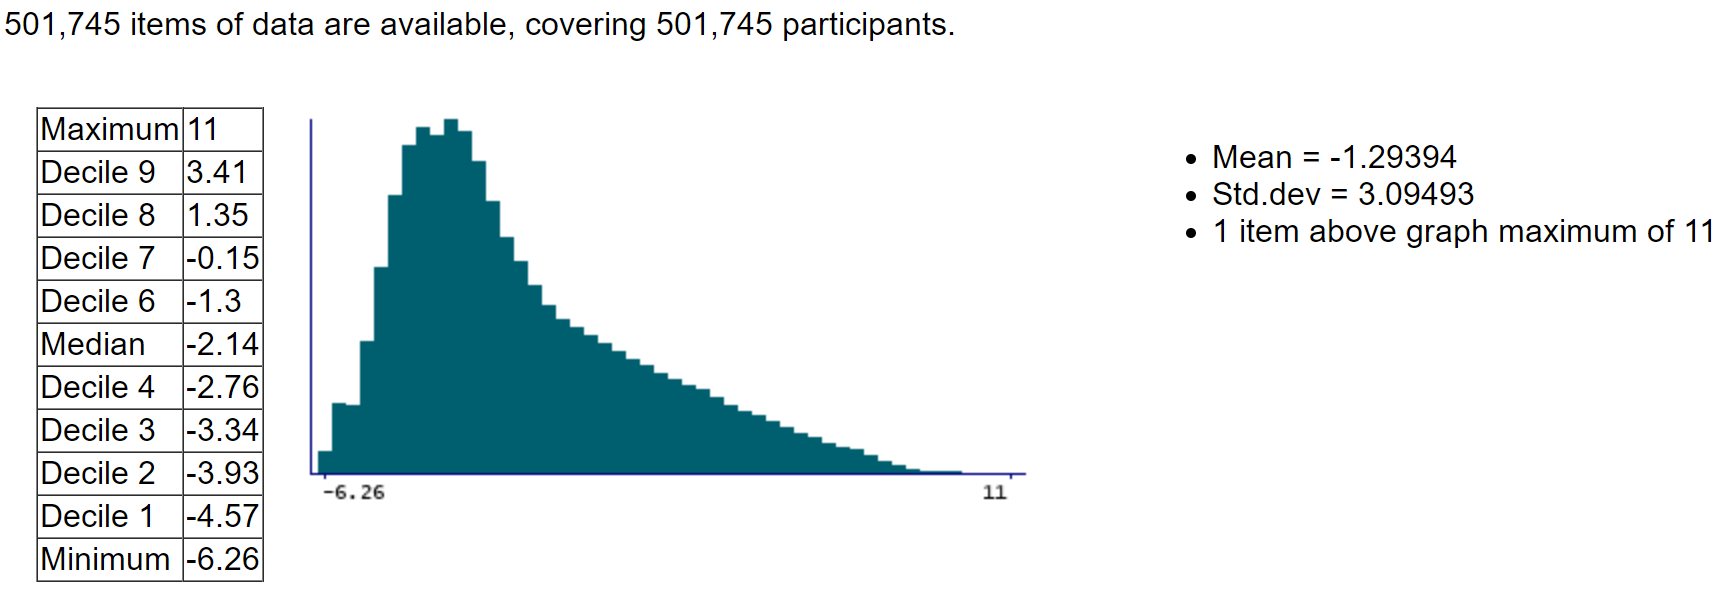 501,745 items of data are available, covering 501,745 participants.
Maximum 11
Decile 9 3.41
Decile 8 1.35
Decile 7 -0.15
Decile 6 -1.3
Median -2.14
Decile 4 -2.76
Decile 3 -3.34
Decile 2 -3.93
Decile 1 -4.57
Minimum -6.26
-6.26 11
• Mean = -1.29394
• Std.dev = 3.09493
• 1 item above graph maximum of 11